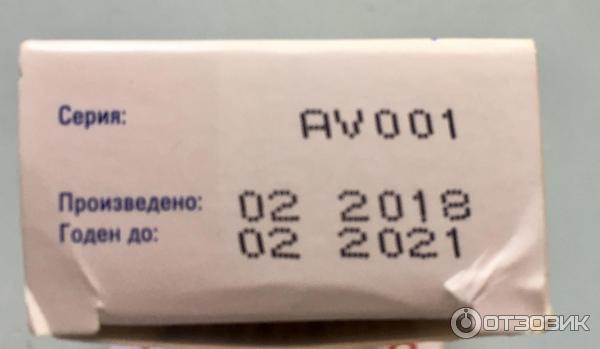 Серия: AV001
Произведено: 02 2018
Годен до: 02 2021
ОТЗОВИК